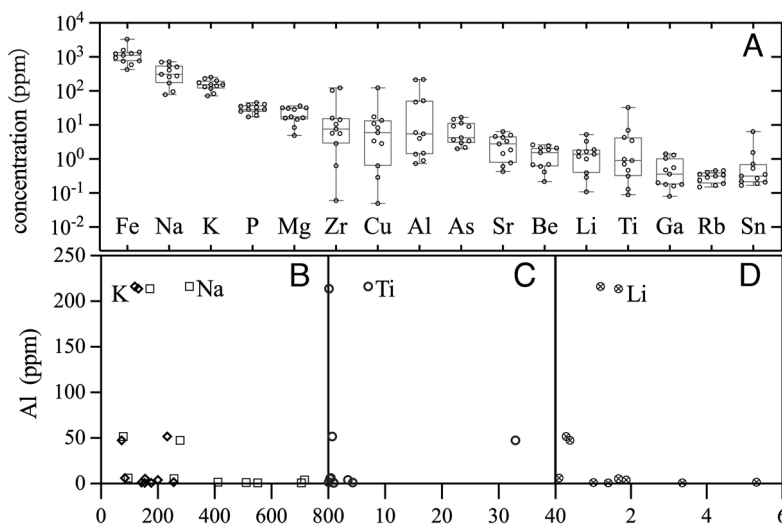 concentration (ppm)
10⁴
10³
10²
10¹
10⁰
10⁻¹
10⁻²
A
Fe Na K P Mg Zr Cu Al As Sr Be Li Ti Ga Rb Sn
Al (ppm)
250
200
150
100
50
0
B
K
Na
C
Ti
D
Li
0 200 400 600 800 10 20 30 40 2 4 6